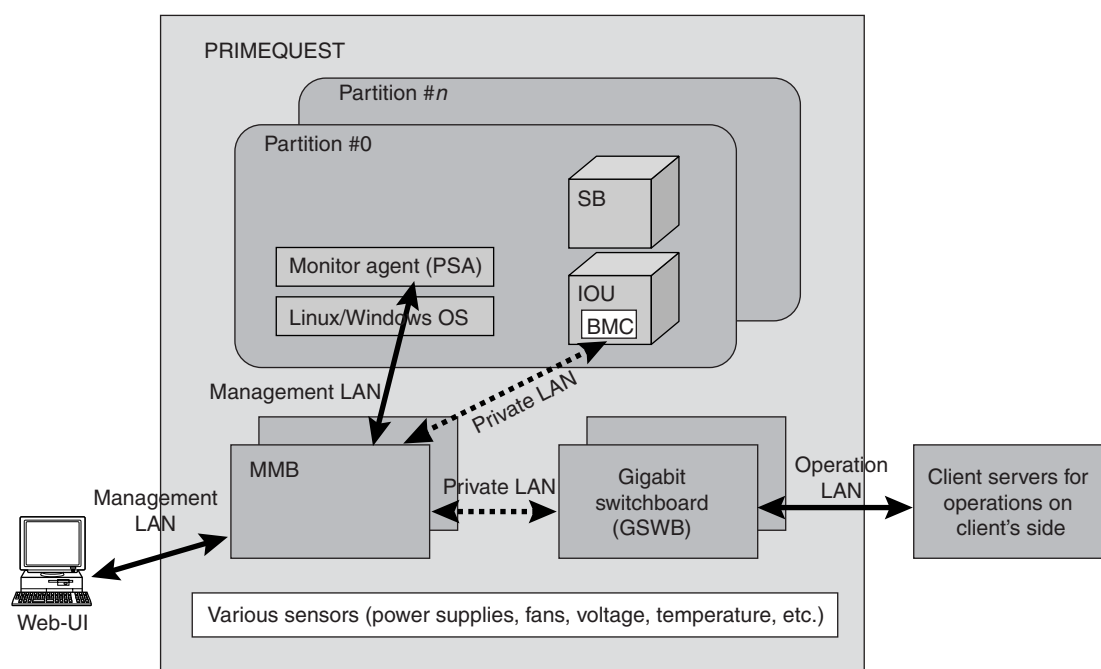 PRIMEQUEST
Partition #n
Partition #0
SB
Monitor agent (PSA)
IOU
Linux/Windows OS
BMC
Management LAN
Private LAN
MMB
Private LAN
Gigabit
switchboard
(GSWB)
Operation
LAN
Client servers for
operations on
client's side
Management
LAN
Web-UI
Various sensors (power supplies, fans, voltage, temperature, etc.)